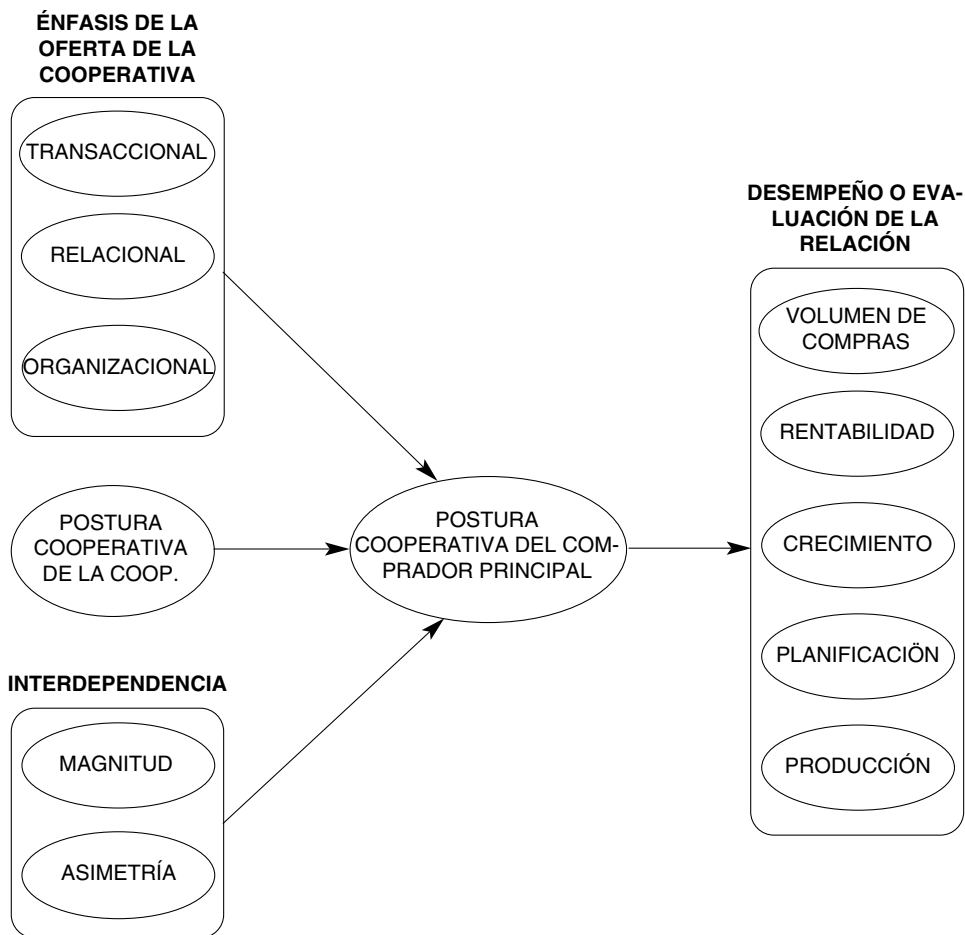 ÉNFASIS DE LA
OFERTA DE LA
COOPERATIVA
TRANSACCIONAL
RELACIONAL
ORGANIZACIONAL
POSTURA
COOPERATIVA
DE LA COOP.
INTERDEPENDENCIA
MAGNITUD
ASIMETRÍA
POSTURA
COOPERATIVA DEL COM-
PRADOR PRINCIPAL
DESEMPEÑO O EVA-
LUACIÓN DE LA
RELACIÓN
VOLUMEN DE
COMPRAS
RENTABILIDAD
CRECIMIENTO
PLANIFICACIÖN
PRODUCCIÓN